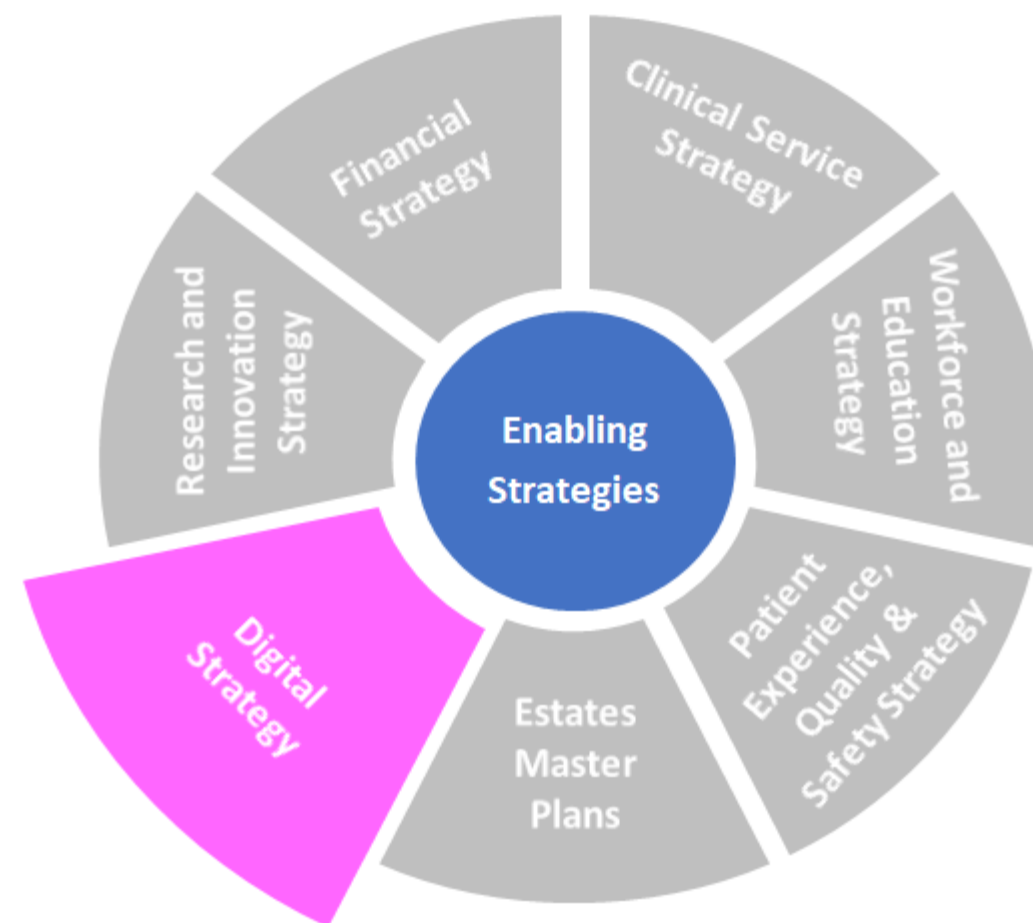 Enabling
Strategies
Clinical Service
Strategy
Workforce and
Education
Strategy
Patient
Experience,
Quality &
Safety Strategy
Estates
Master
Plans
Digital
Strategy
Research and
Innovation
Strategy
Financial
Strategy